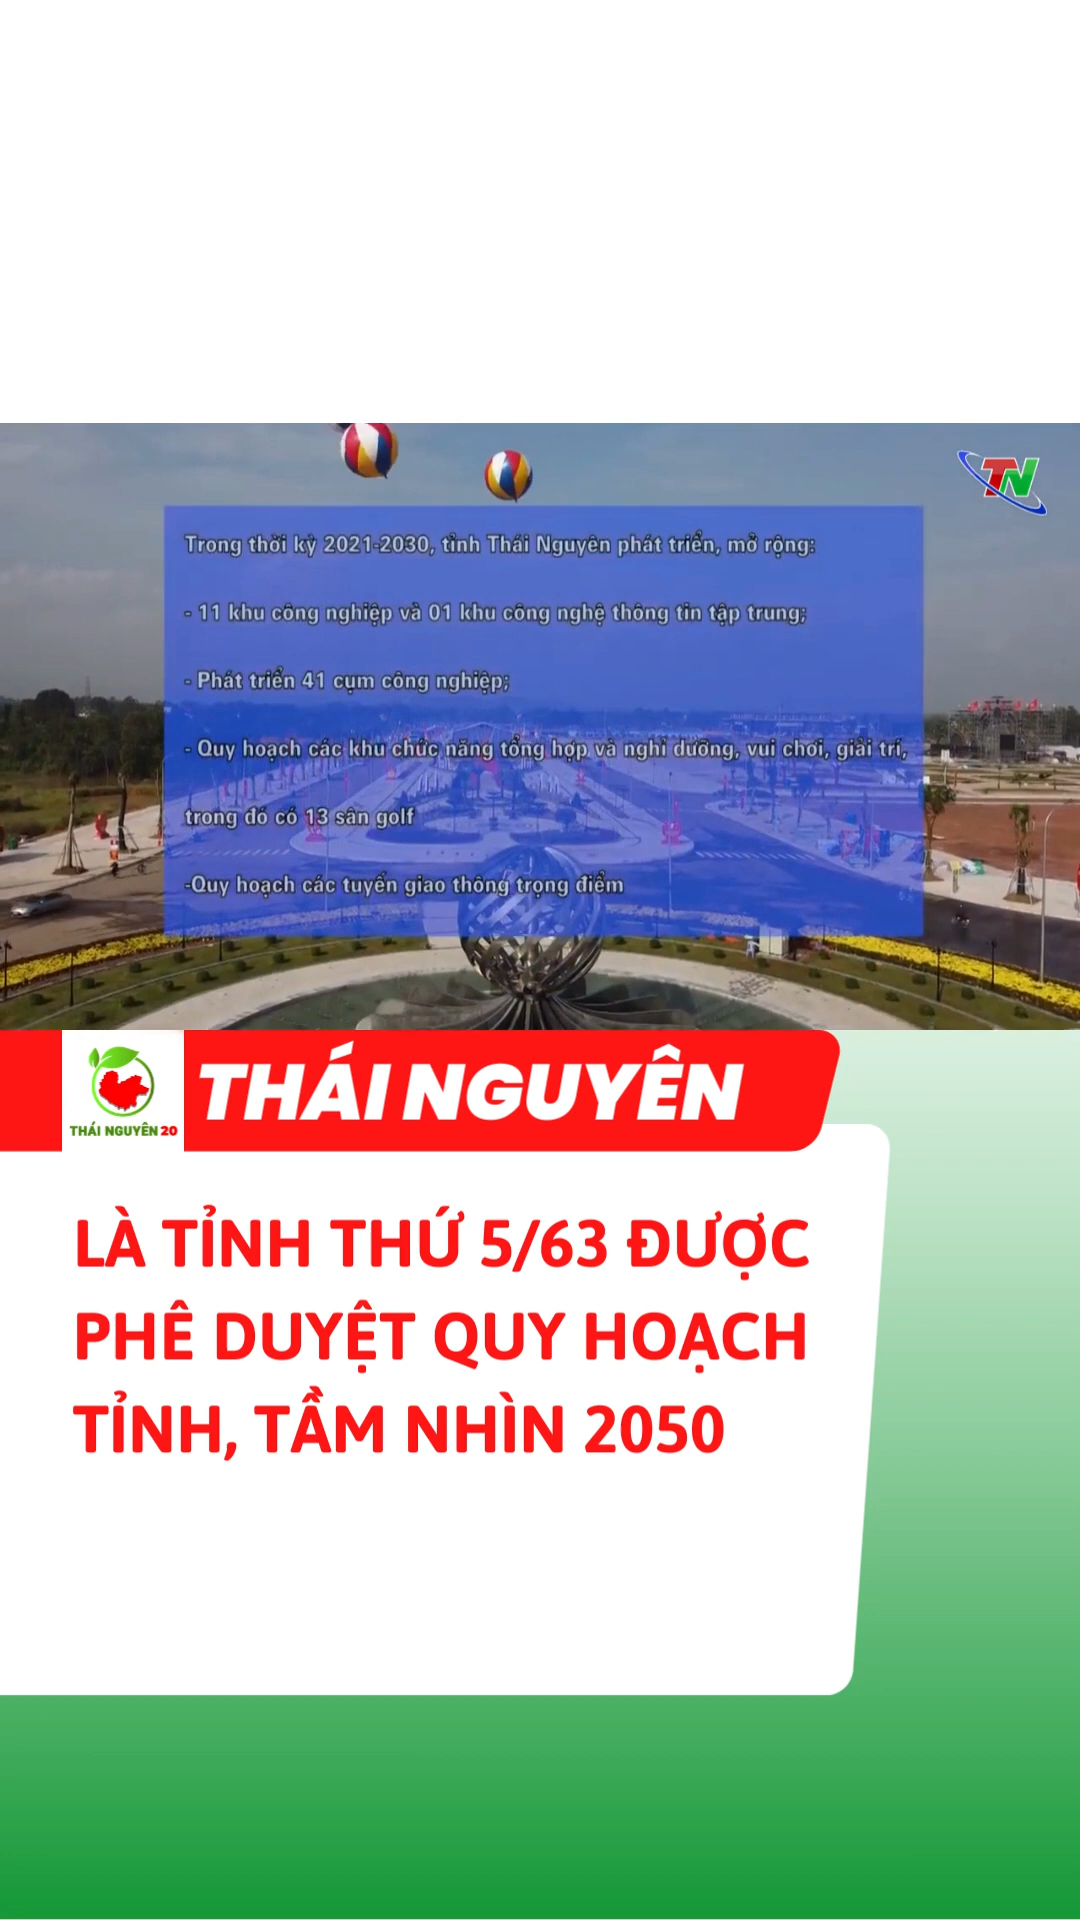 TN
Trong thời kỳ 2021-2030, tỉnh Thái Nguyên phát triển, mở rộng:
- 11 khu công nghiệp và 01 khu công nghệ thông tin tập trung;
- Phát triển 41 cụm công nghiệp;
- Quy hoạch các khu chức năng tổng hợp và nghỉ dưỡng, vui chơi, giải trí,
trong đó có 13 sân golf
-Quy hoạch các tuyến giao thông trọng điểm
THÁI NGUYÊN 20
THÁI NGUYÊN
LÀ TỈNH THỨ 5/63 ĐƯỢC
PHÊ DUYỆT QUY HOẠCH
TỈNH, TẦM NHÌN 2050